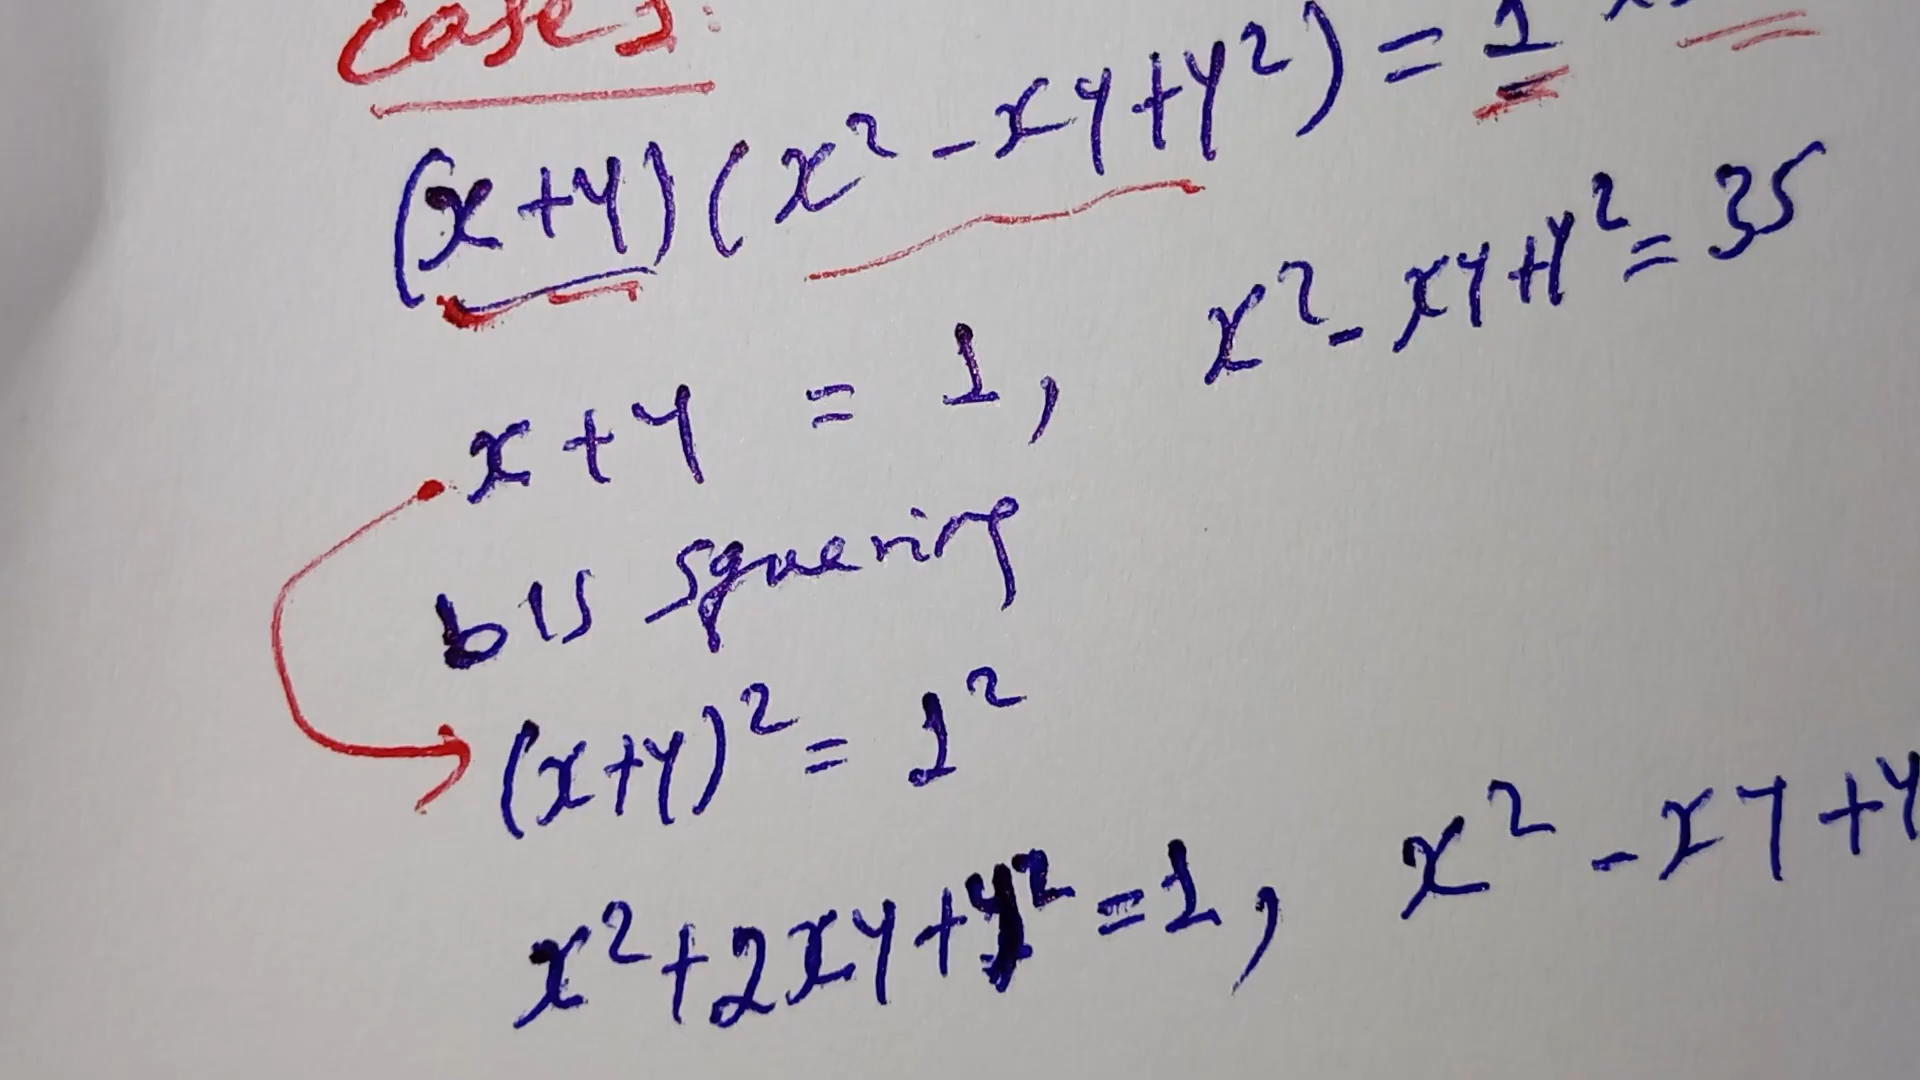 Case 1:
(x+y)(x²-xy+y²) = 1
x+y = 1, x²-xy+y² = 35
b/s squaering
(x+y)² = 1²
x²+2xy+y² = 1, x²-xy+y